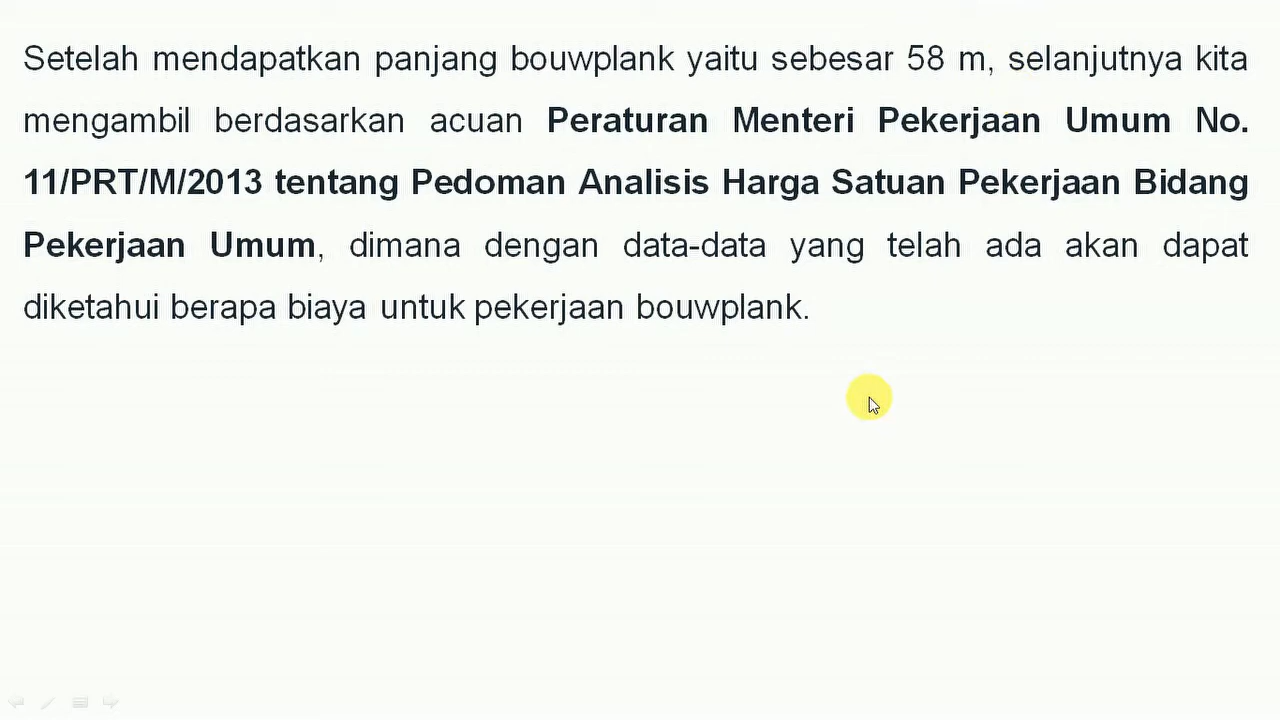 Setelah mendapatkan panjang bouwplank yaitu sebesar 58 m, selanjutnya kita
mengambil berdasarkan acuan Peraturan Menteri Pekerjaan Umum No.
11/PRT/M/2013 tentang Pedoman Analisis Harga Satuan Pekerjaan Bidang
Pekerjaan Umum, dimana dengan data-data yang telah ada akan dapat
diketahui berapa biaya untuk pekerjaan bouwplank.